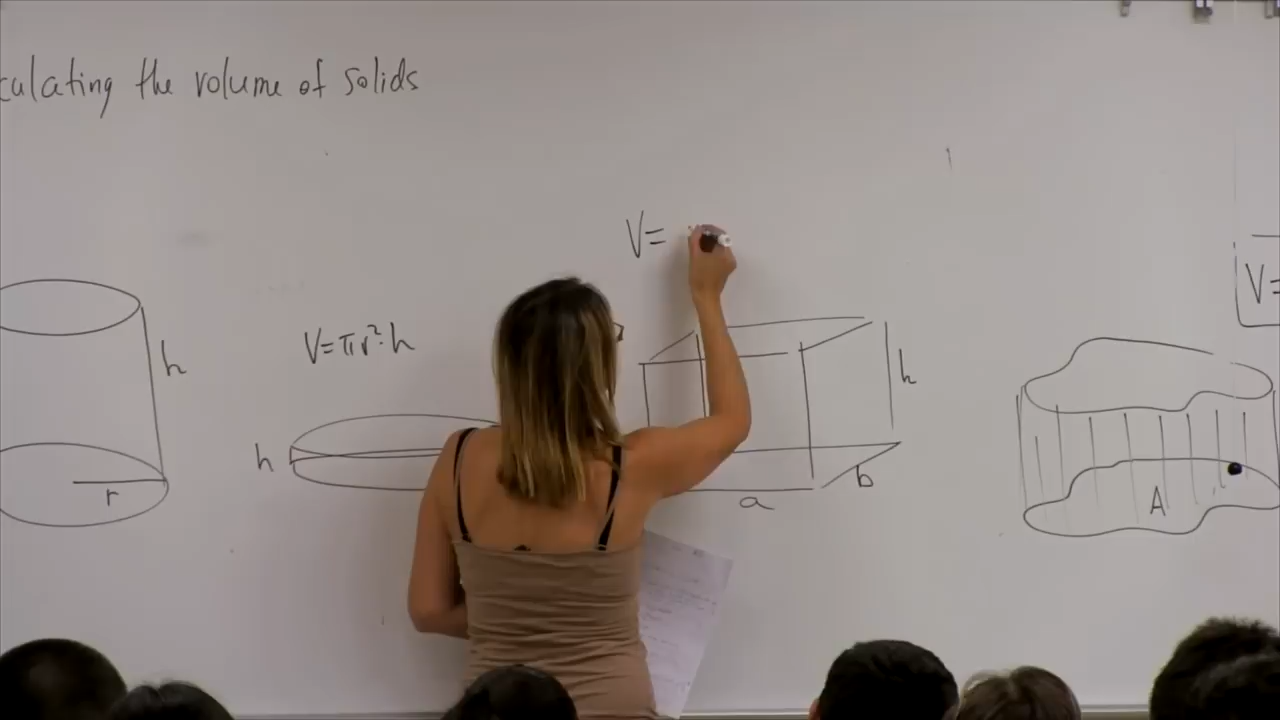 culating the volume of solids
V=
V=
h
V=πr²·h
h
h
b
r
a
A